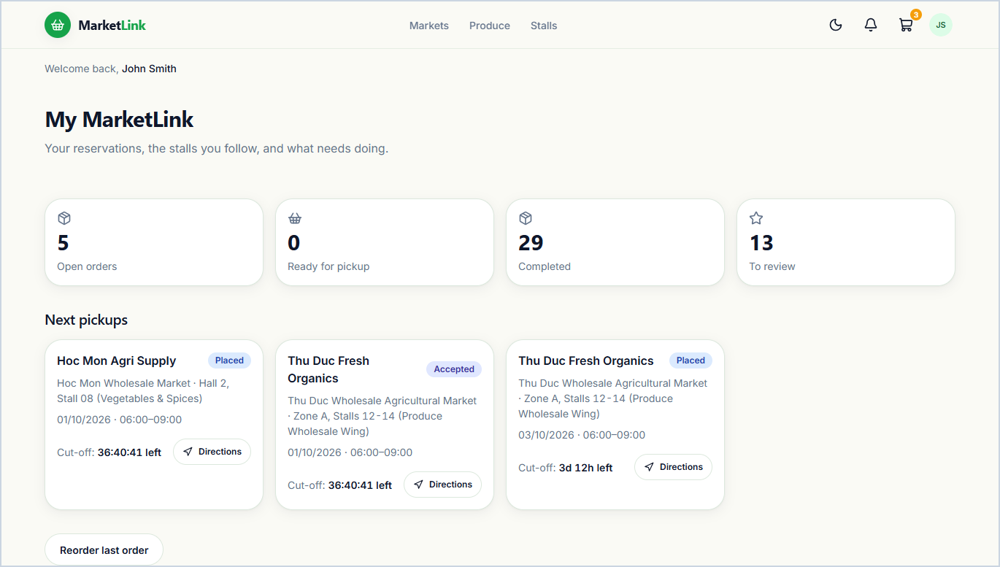 MarketLink
Markets
Produce
Stalls
3
JS
Welcome back, John Smith
My MarketLink
Your reservations, the stalls you follow, and what needs doing.
5
Open orders
0
Ready for pickup
29
Completed
13
To review
Next pickups
Hoc Mon Agri Supply
Placed
Hoc Mon Wholesale Market · Hall 2,
Stall 08 (Vegetables & Spices)
01/10/2026 · 06:00–09:00
Cut-off: 36:40:41 left
Directions
Thu Duc Fresh
Organics
Accepted
Thu Duc Wholesale Agricultural Market
· Zone A, Stalls 12-14 (Produce
Wholesale Wing)
01/10/2026 · 06:00–09:00
Cut-off: 36:40:41 left
Directions
Thu Duc Fresh Organics
Placed
Thu Duc Wholesale Agricultural Market
· Zone A, Stalls 12-14 (Produce
Wholesale Wing)
03/10/2026 · 06:00–09:00
Cut-off: 3d 12h left
Directions
Reorder last order